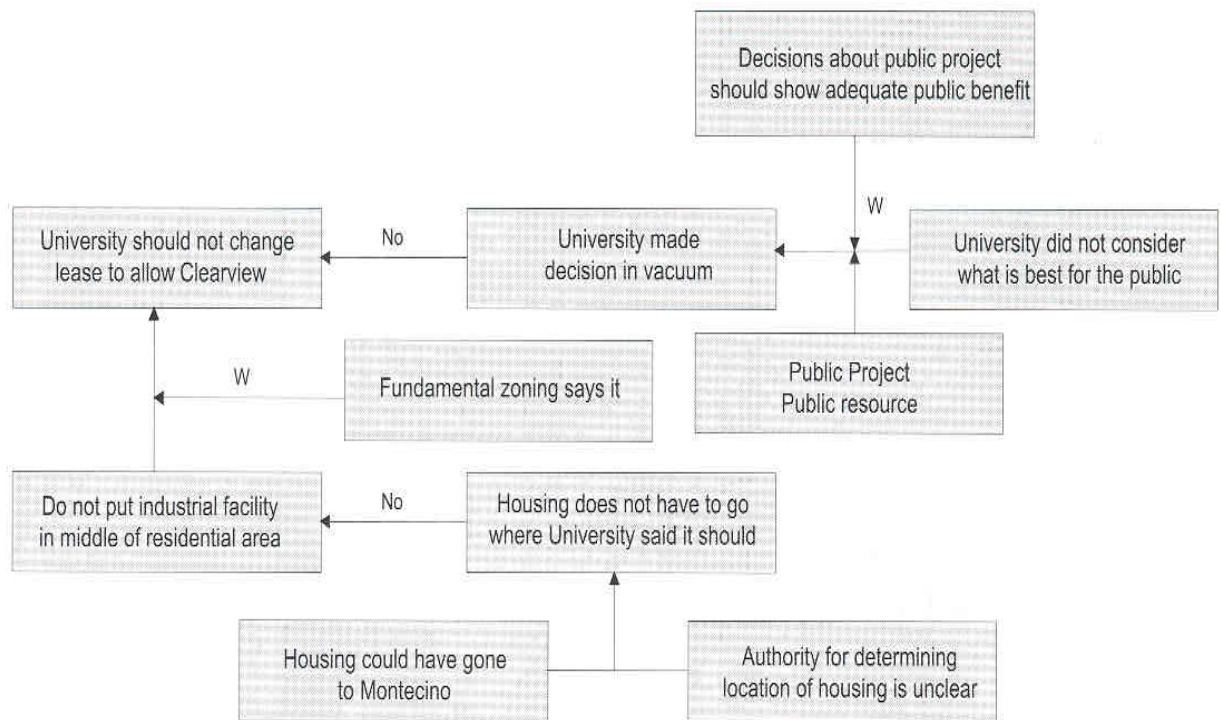 Decisions about public project
should show adequate public benefit
W
University should not change
lease to allow Clearview
No
University made
decision in vacuum
University did not consider
what is best for the public
W
Fundamental zoning says it
Public Project
Public resource
Do not put industrial facility
in middle of residential area
No
Housing does not have to go
where University said it should
Housing could have gone
to Montecino
Authority for determining
location of housing is unclear